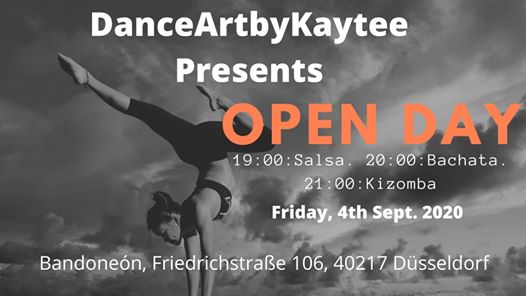 DanceArtbyKaytee
Presents
OPEN DAY
19:00:Salsa. 20:00:Bachata.
21:00:Kizomba
Friday, 4th Sept. 2020
Bandoneón, Friedrichstraße 106, 40217 Düsseldorf